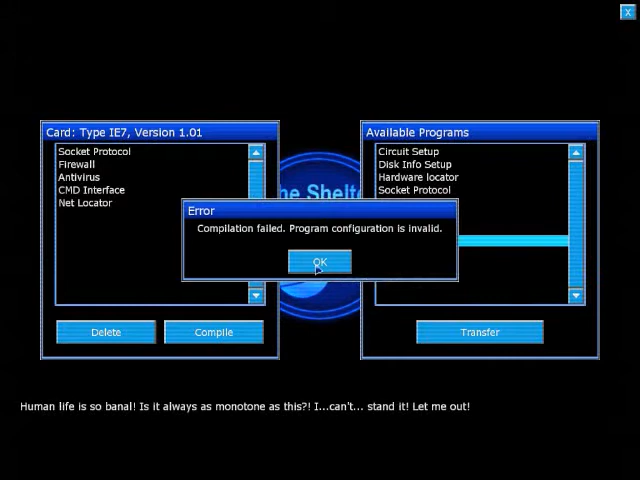 X
Card: Type IE7, Version 1.01
Socket Protocol
Firewall
Antivirus
CMD Interface
Net Locator
Delete
Compile
Available Programs
Circuit Setup
Disk Info Setup
Hardware locator
Socket Protocol
Transfer
Error
Compilation failed. Program configuration is invalid.
OK
Human life is so banal! Is it always as monotone as this?! I...can't... stand it! Let me out!